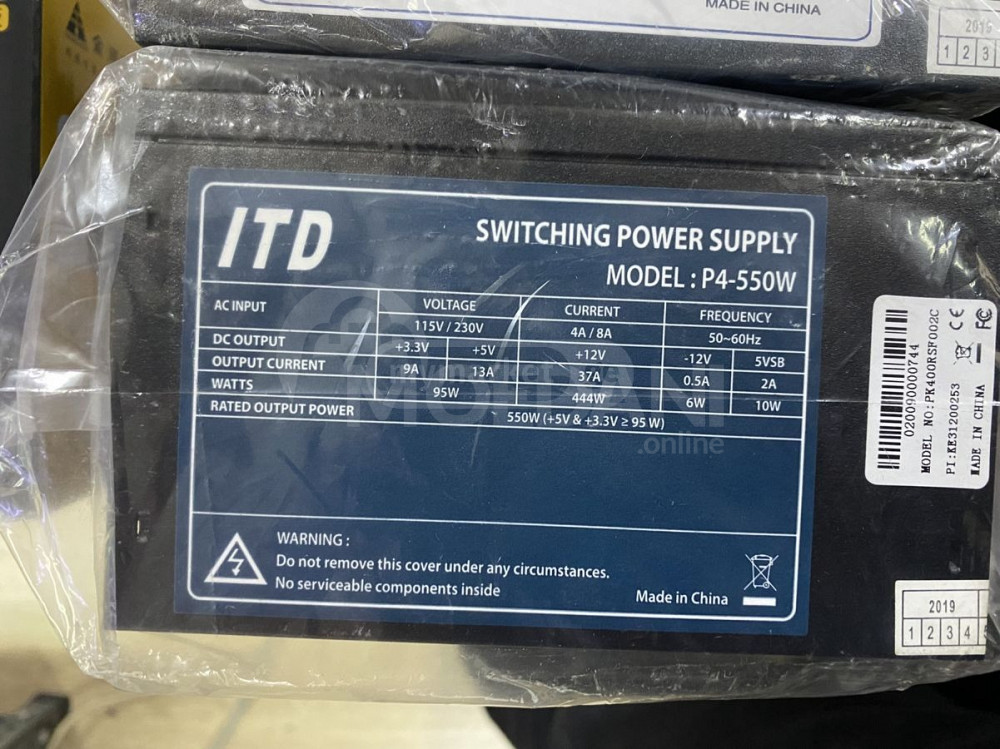 MADE IN CHINA
2019
1 2 3
ITD
SWITCHING POWER SUPPLY
MODEL : P4-550W
AC INPUT VOLTAGE CURRENT FREQUENCY
115V / 230V 4A / 8A 50~60Hz
DC OUTPUT +3.3V +5V +12V -12V 5VSB
OUTPUT CURRENT 9A 13A 37A 0.5A 2A
WATTS 95W 444W 6W 10W
RATED OUTPUT POWER 550W (+5V & +3.3V ≥ 95 W)
.online
WARNING :
Do not remove this cover under any circumstances.
No serviceable components inside
Made in China
020090000744
MODEL NO:PK400RSF002C
PI:KE31200253
MADE IN CHINA
CE
2019
1 2 3 4